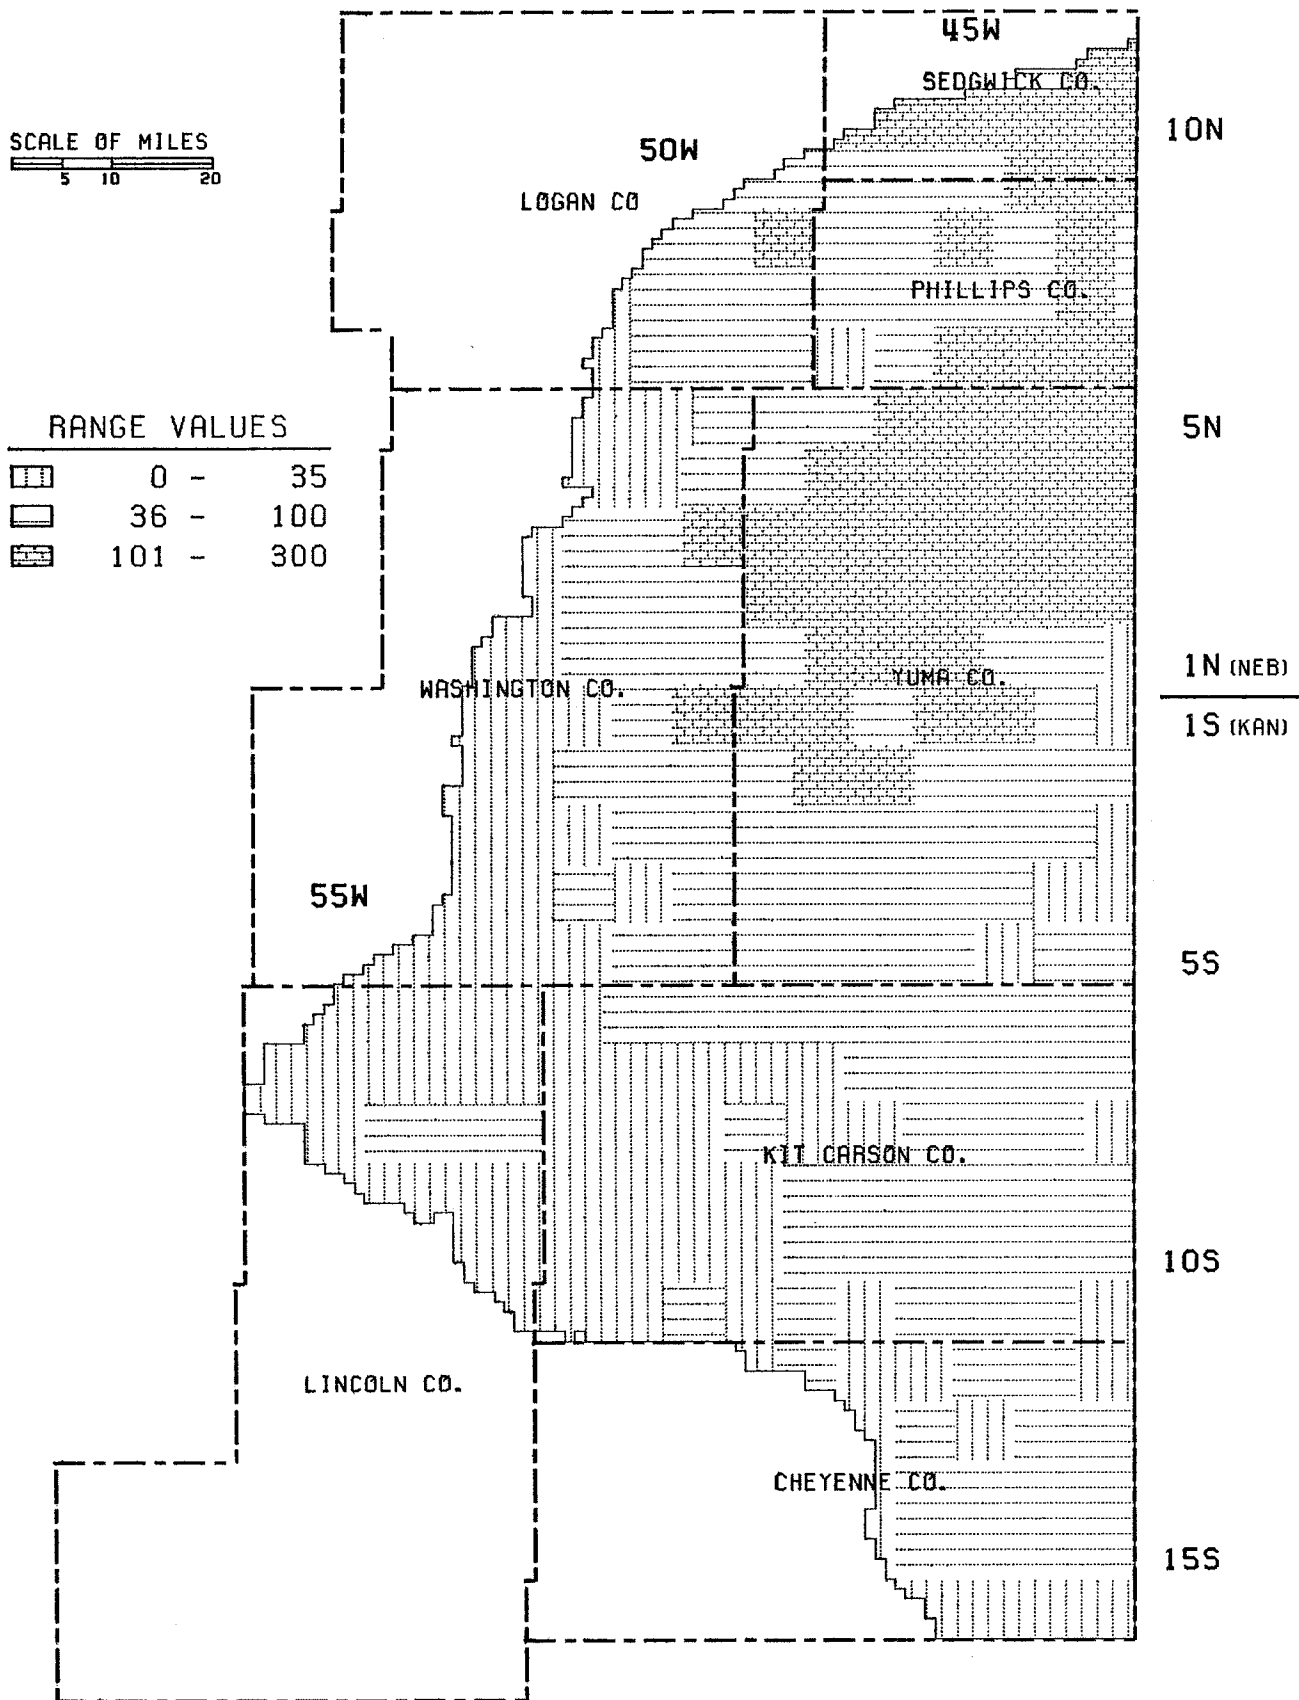 45W
SEDGWICK CO.
10N
SCALE OF MILES
5 10 20
50W
LOGAN CO
PHILLIPS CO.
RANGE VALUES
0 - 35
36 - 100
101 - 300
5N
WASHINGTON CO.
YUMA CO.
1N (NEB)
1S (KAN)
55W
5S
KIT CARSON CO.
10S
LINCOLN CO.
CHEYENNE CO.
15S